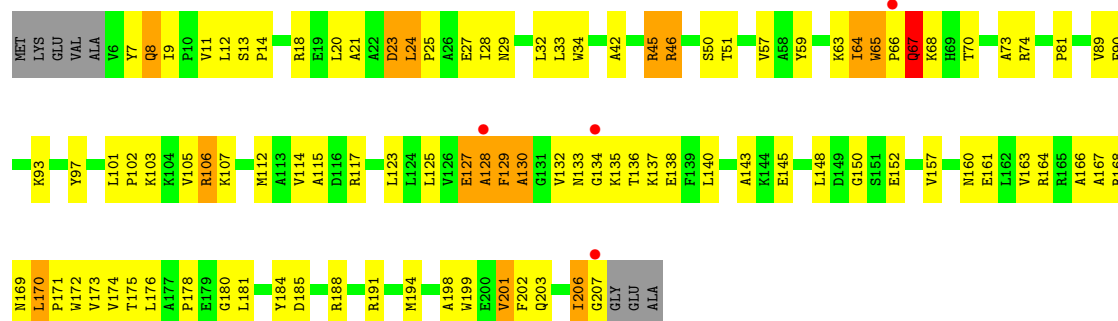 MET LYS GLU VAL ALA V6 Y7 Q8 I9 P10 V11 L12 S13 P14 R18 E19 L20 A21 A22 D23 L24 P25 A26 E27 I28 N29 L32 L33 W34 A42 R45 R46 S50 T51 V57 A58 Y59 K63 I64 W65 P66 Q67 K68 H69 T70 A73 R74 P81 V89
K93 Y97 L101 P102 K103 K104 V105 R106 K107 M112 A113 V114 A115 D116 R117 L123 L124 L125 V126 E127 A128 F129 A130 G131 V132 N133 G134 K135 T136 K137 E138 F139 L140 A143 K144 E145 L148 D149 G150 S151 E152 V157 N160 E161 L162 V163 R164 R165 A166 A167
N169 L170 P171 W172 V173 V174 T175 L176 A177 P178 E179 G180 L181 Y184 D185 R188 R191 M194 A198 W199 E200 V201 F202 Q203 I206 G207 GLY GLU ALA